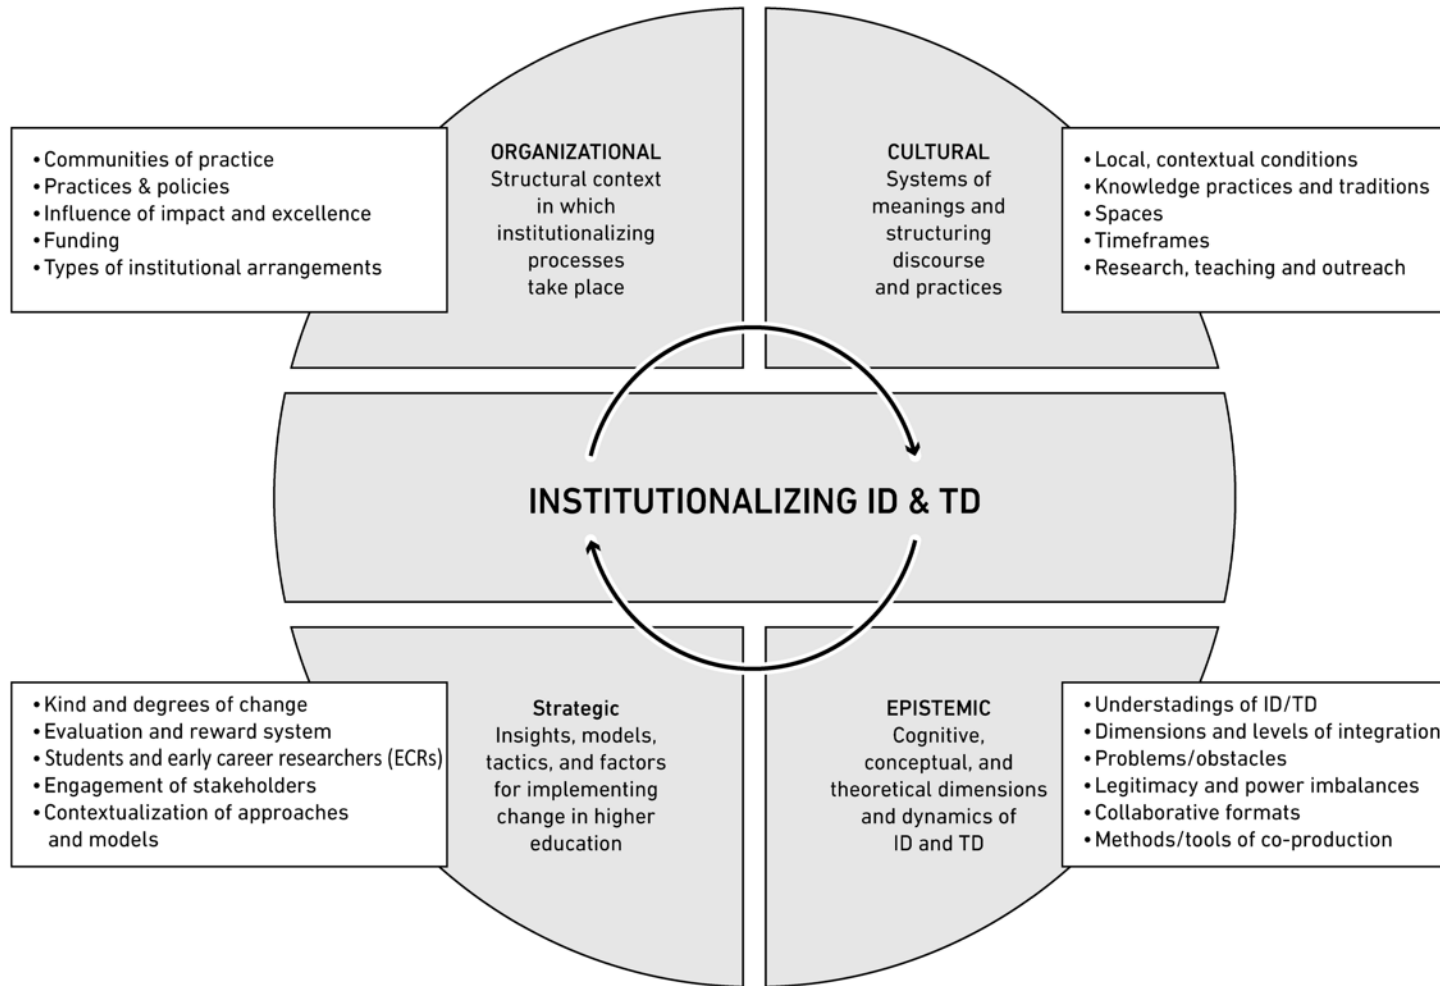 • Communities of practice
• Practices & policies
• Influence of impact and excellence
• Funding
• Types of institutional arrangements
ORGANIZATIONAL
Structural context
in which
institutionalizing
processes
take place
CULTURAL
Systems of
meanings and
structuring
discourse
and practices
• Local, contextual conditions
• Knowledge practices and traditions
• Spaces
• Timeframes
• Research, teaching and outreach
INSTITUTIONALIZING ID & TD
• Kind and degrees of change
• Evaluation and reward system
• Students and early career researchers (ECRs)
• Engagement of stakeholders
• Contextualization of approaches
and models
Strategic
Insights, models,
tactics, and factors
for implementing
change in higher
education
EPISTEMIC
Cognitive,
conceptual, and
theoretical dimensions
and dynamics of
ID and TD
• Understadings of ID/TD
• Dimensions and levels of integration
• Problems/obstacles
• Legitimacy and power imbalances
• Collaborative formats
• Methods/tools of co-production